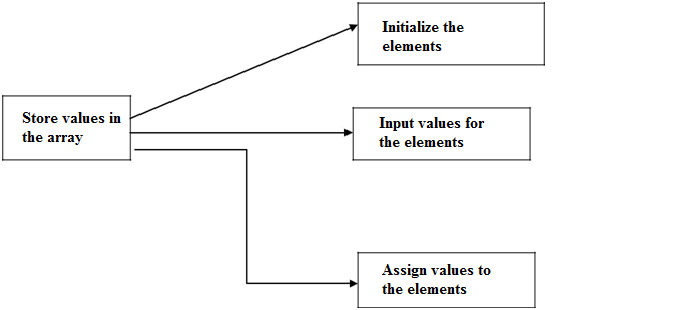 Initialize the
elements
Store values in
the array
Input values for
the elements
Assign values to
the elements